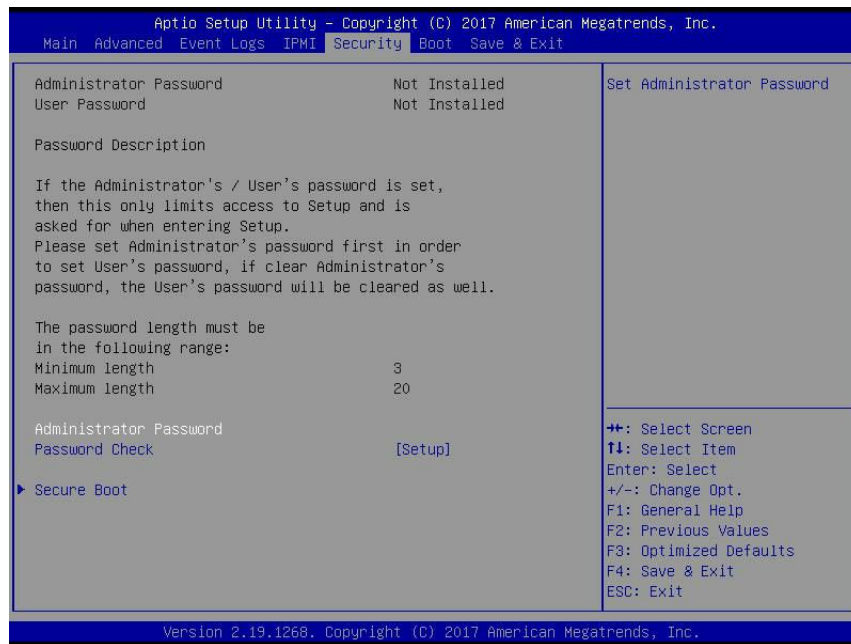 Aptio Setup Utility – Copyright (C) 2017 American Megatrends, Inc.
Main Advanced Event Logs IPMI Security Boot Save & Exit
Administrator Password Not Installed
User Password Not Installed
Password Description
If the Administrator's / User's password is set,
then this only limits access to Setup and is
asked for when entering Setup.
Please set Administrator's password first in order
to set User's password, if clear Administrator's
password, the User's password will be cleared as well.
The password length must be
in the following range:
Minimum length 3
Maximum length 20
Administrator Password
Password Check [Setup]
▶ Secure Boot
Set Administrator Password
→←: Select Screen
↑↓: Select Item
Enter: Select
+/-: Change Opt.
F1: General Help
F2: Previous Values
F3: Optimized Defaults
F4: Save & Exit
ESC: Exit
Version 2.19.1268. Copyright (C) 2017 American Megatrends, Inc.